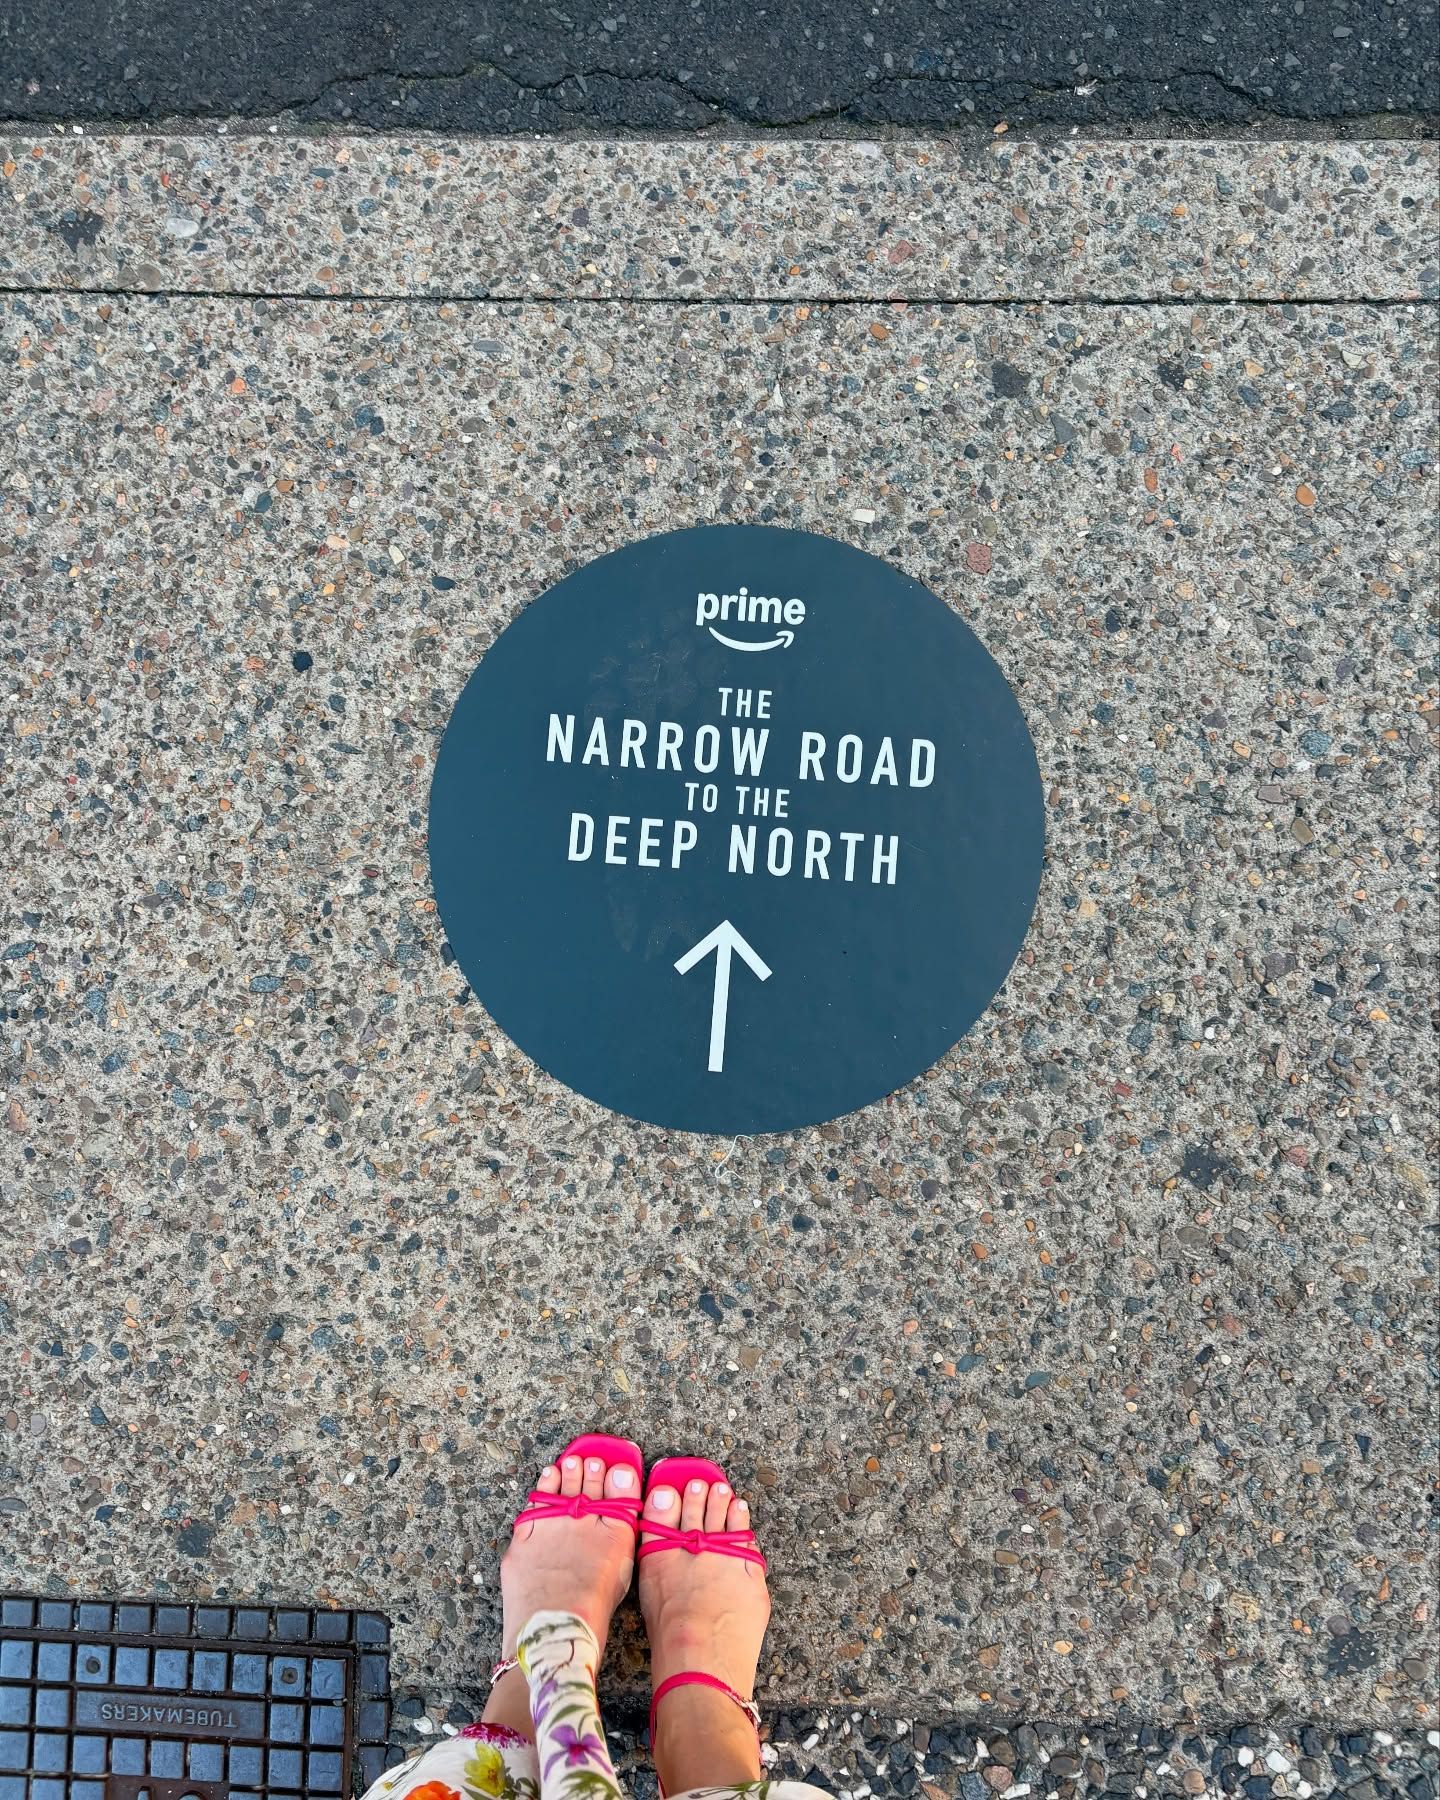 prime
THE
NARROW ROAD
TO THE
DEEP NORTH
TUBEMAKERS